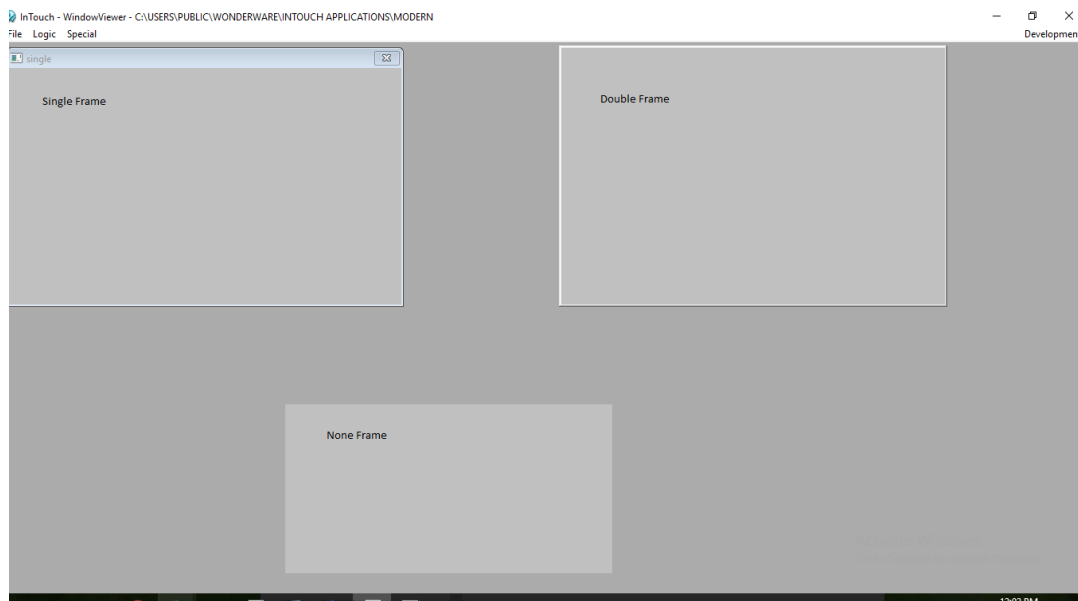 InTouch - WindowViewer - C:\USERS\PUBLIC\WONDERWARE\INTOUCH APPLICATIONS\MODERN
File Logic Special
Developmen
single
Single Frame
Double Frame
None Frame